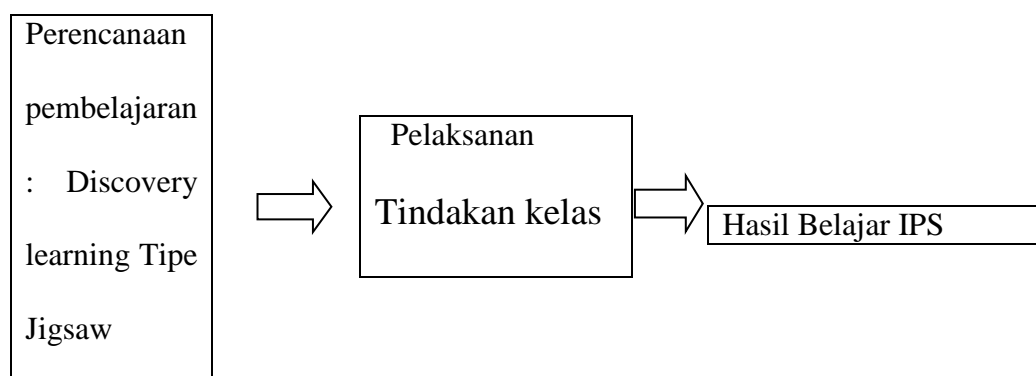 Perencanaan
pembelajaran
: Discovery
learning Tipe
Jigsaw
Pelaksanan
Tindakan kelas
Hasil Belajar IPS